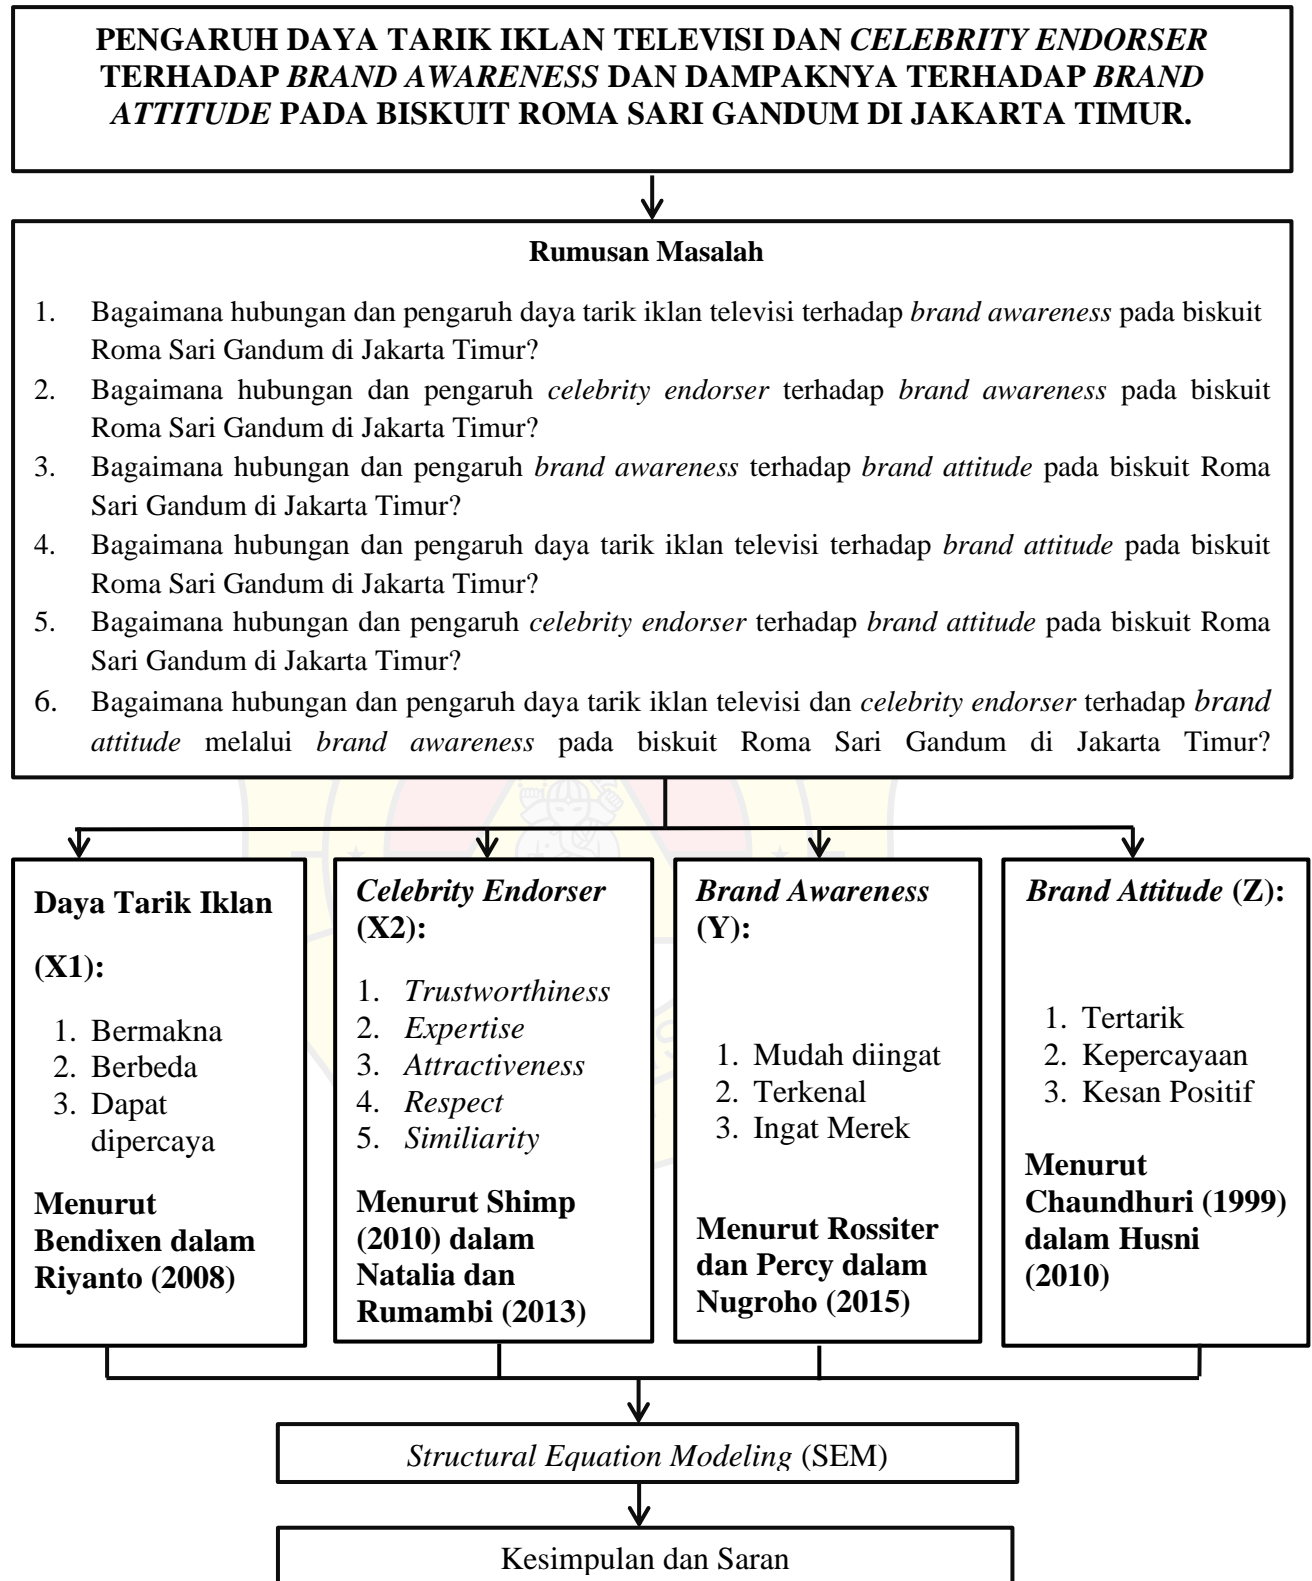 PENGARUH DAYA TARIK IKLAN TELEVISI DAN CELEBRITY ENDORSER
TERHADAP BRAND AWARENESS DAN DAMPAKNYA TERHADAP BRAND
ATTITUDE PADA BISKUIT ROMA SARI GANDUM DI JAKARTA TIMUR.
Rumusan Masalah
1. Bagaimana hubungan dan pengaruh daya tarik iklan televisi terhadap brand awareness pada biskuit
Roma Sari Gandum di Jakarta Timur?
2. Bagaimana hubungan dan pengaruh celebrity endorser terhadap brand awareness pada biskuit
Roma Sari Gandum di Jakarta Timur?
3. Bagaimana hubungan dan pengaruh brand awareness terhadap brand attitude pada biskuit Roma
Sari Gandum di Jakarta Timur?
4. Bagaimana hubungan dan pengaruh daya tarik iklan televisi terhadap brand attitude pada biskuit
Roma Sari Gandum di Jakarta Timur?
5. Bagaimana hubungan dan pengaruh celebrity endorser terhadap brand attitude pada biskuit Roma
Sari Gandum di Jakarta Timur?
6. Bagaimana hubungan dan pengaruh daya tarik iklan televisi dan celebrity endorser terhadap brand
attitude melalui brand awareness pada biskuit Roma Sari Gandum di Jakarta Timur?
Daya Tarik Iklan
(X1):
1. Bermakna
2. Berbeda
3. Dapat
dipercaya
Menurut
Bendixen dalam
Riyanto (2008)
Celebrity Endorser
(X2):
1. Trustworthiness
2. Expertise
3. Attractiveness
4. Respect
5. Similiarity
Menurut Shimp
(2010) dalam
Natalia dan
Rumambi (2013)
Brand Awareness
(Y):
1. Mudah diingat
2. Terkenal
3. Ingat Merek
Menurut Rossiter
dan Percy dalam
Nugroho (2015)
Brand Attitude (Z):
1. Tertarik
2. Kepercayaan
3. Kesan Positif
Menurut
Chaundhuri (1999)
dalam Husni
(2010)
Structural Equation Modeling (SEM)
Kesimpulan dan Saran